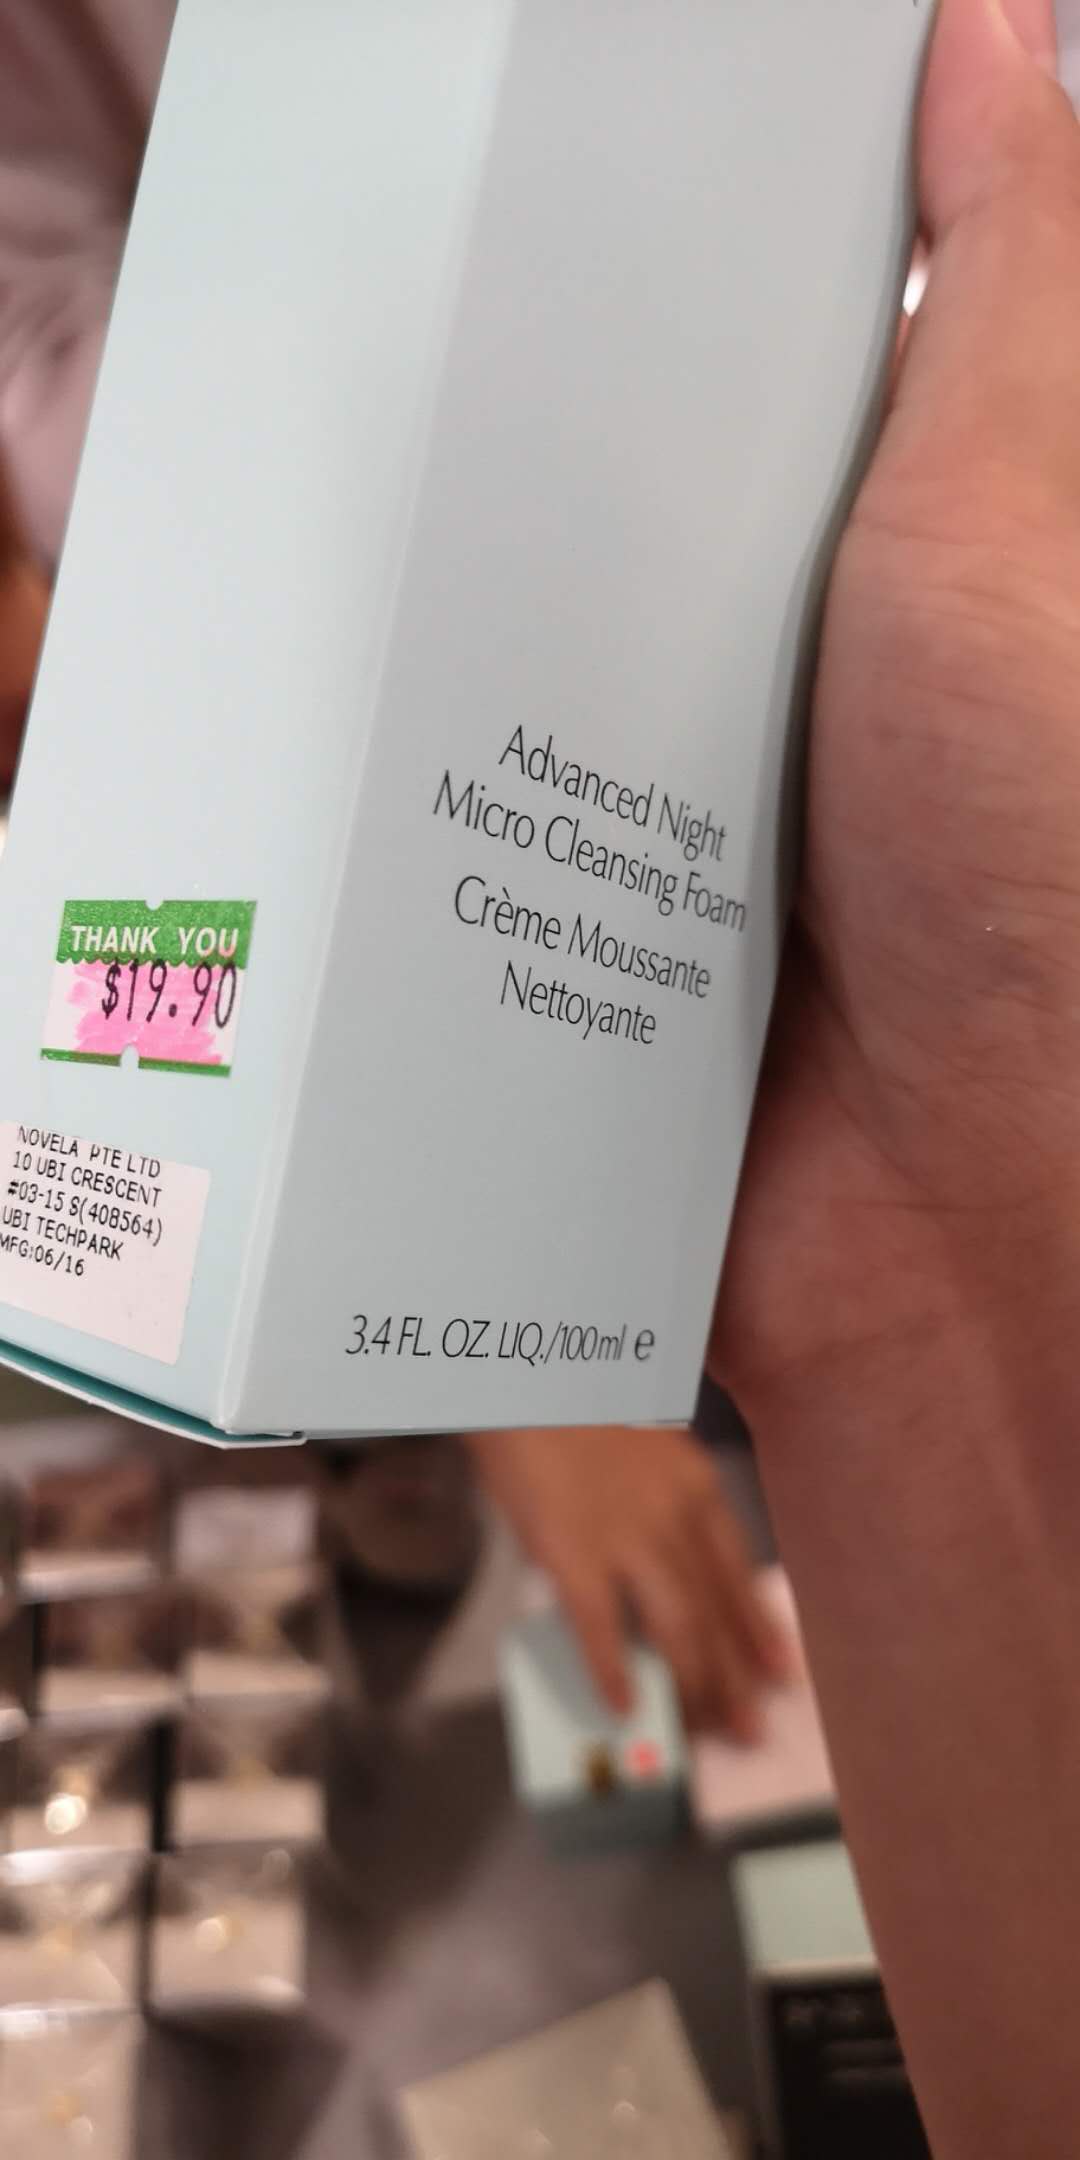 Advanced Night
Micro Cleansing Foam
Crème Moussante
Nettoyante
3.4 FL. OZ. LIQ./100ml e
THANK YOU
$19.90
NOVELA PTE LTD
10 UBI CRESCENT
#03-15 S(408564)
UBI TECHPARK
MFG:06/16